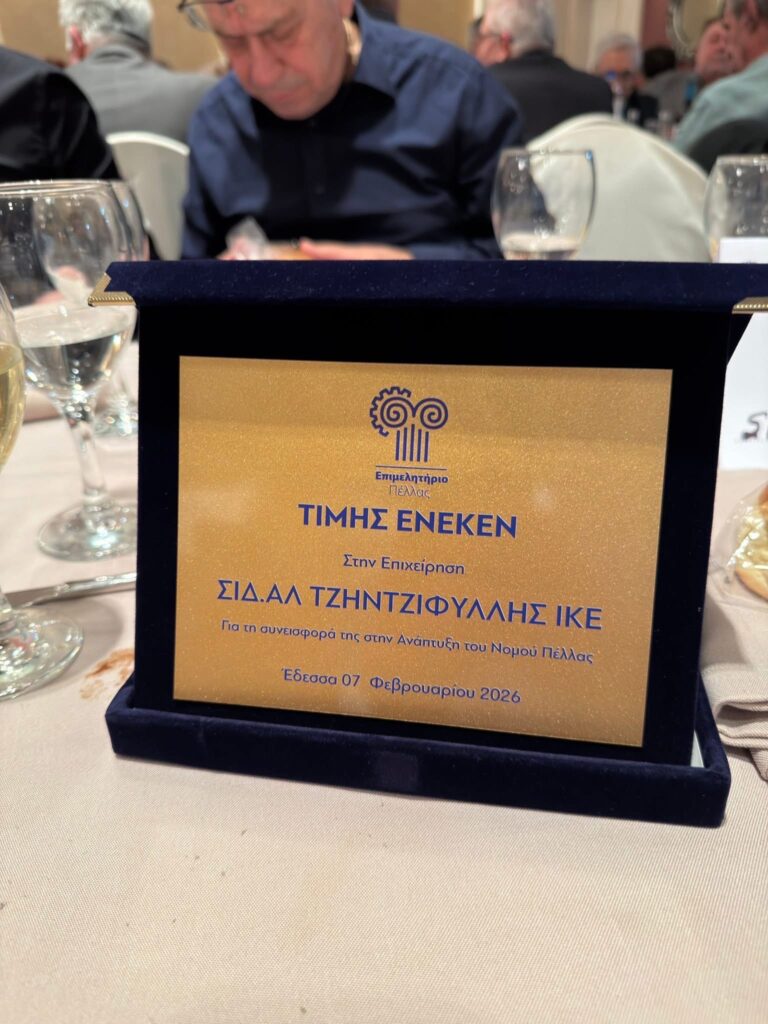 Επιμελητήριο
Πέλλας
ΤΙΜΗΣ ΕΝΕΚΕΝ
Στην Επιχείρηση
ΣΙΔ.ΑΛ ΤΖΗΝΤΖΙΦΥΛΛΗΣ ΙΚΕ
Για τη συνεισφορά της στην Ανάπτυξη του Νομού Πέλλας
Έδεσσα 07 Φεβρουαρίου 2026